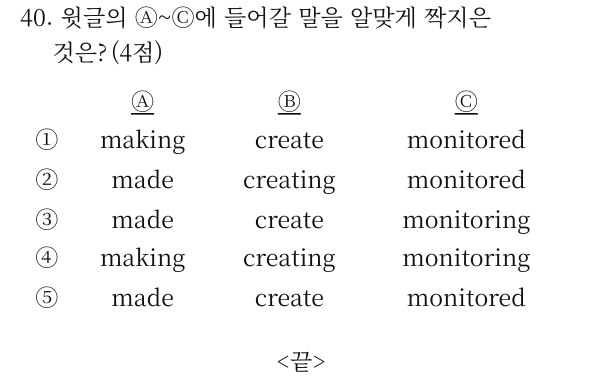 40. 윗글의 Ⓐ~Ⓒ에 들어갈 말을 알맞게 짝지은
것은? (4점)
Ⓐ Ⓑ Ⓒ
① making create monitored
② made creating monitored
③ made create monitoring
④ making creating monitoring
⑤ made create monitored
<끝>